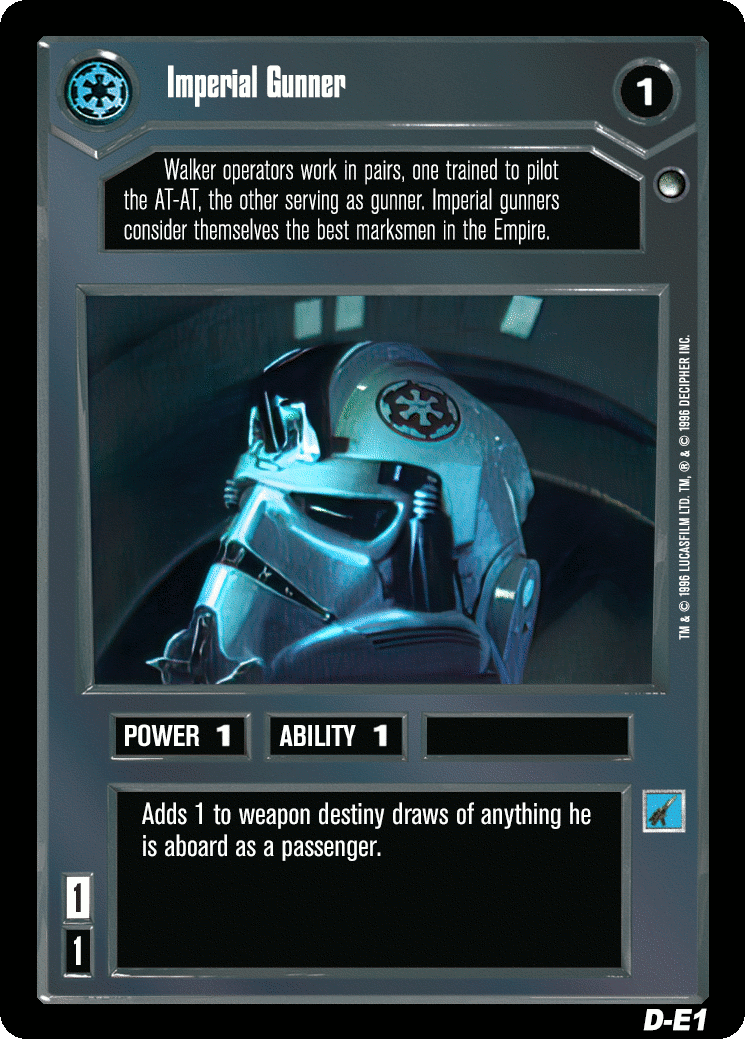 Imperial Gunner
1
Walker operators work in pairs, one trained to pilot
the AT-AT, the other serving as gunner. Imperial gunners
consider themselves the best marksmen in the Empire.
TM & © 1996 LUCASFILM LTD. TM, ® & © 1996 DECIPHER INC.
POWER 1
ABILITY 1
Adds 1 to weapon destiny draws of anything he
is aboard as a passenger.
1
1
D-E1